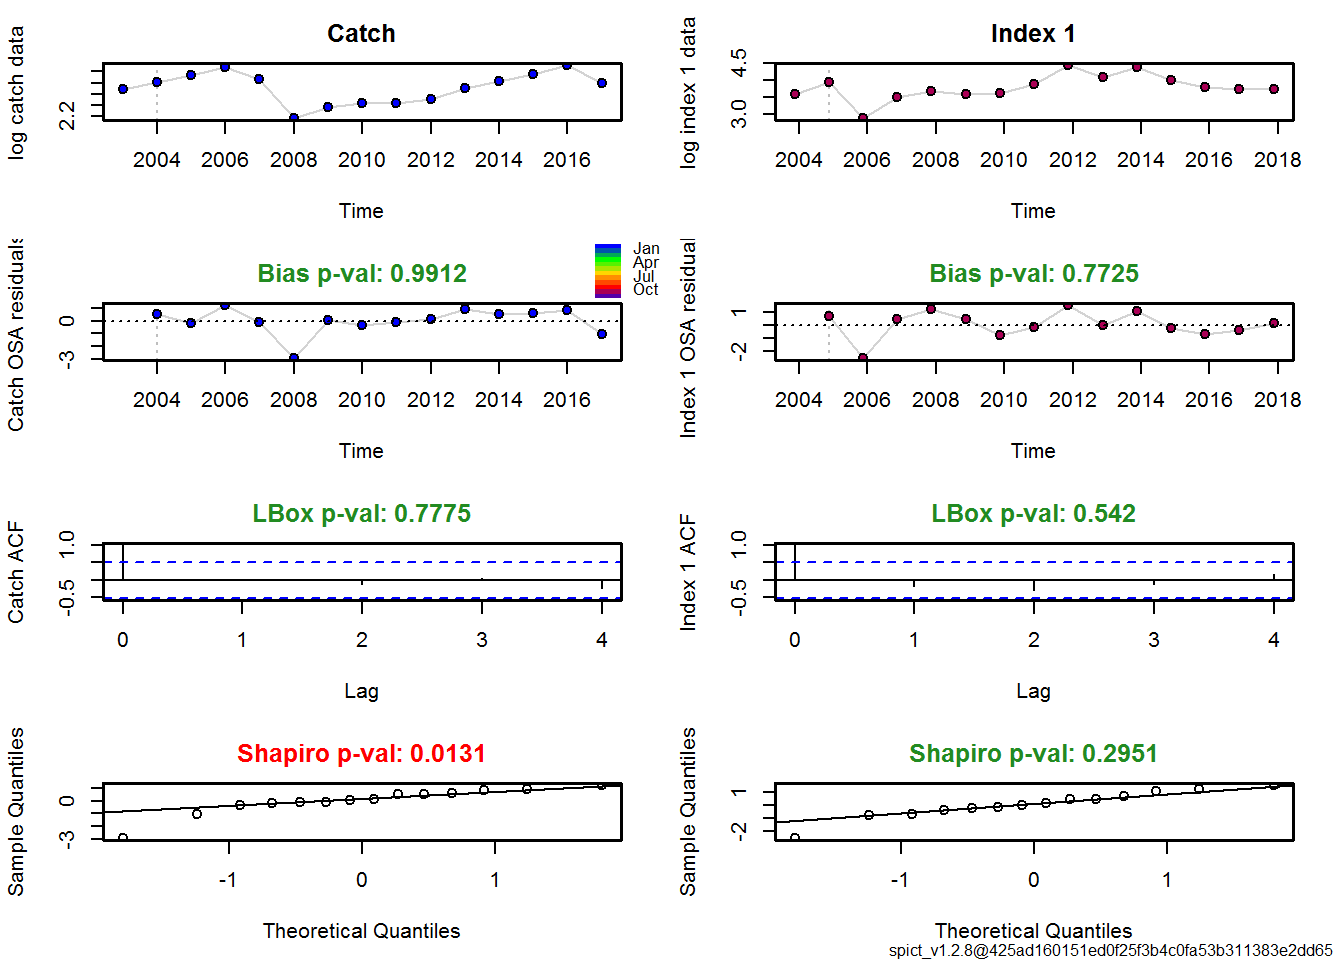 Catch
Index 1
log catch data
2.2
2004 2006 2008 2010 2012 2014 2016
Time
log index 1 data
3.0 4.5
2004 2006 2008 2010 2012 2014 2016 2018
Time
Bias p-val: 0.9912
Jan
Apr
Jul
Oct
Catch OSA residuals
-3 0
2004 2006 2008 2010 2012 2014 2016
Time
Bias p-val: 0.7725
Index 1 OSA residual
-2 1
2004 2006 2008 2010 2012 2014 2016 2018
Time
LBox p-val: 0.7775
Catch ACF
-0.5 1.0
0 1 2 3 4
Lag
LBox p-val: 0.542
Index 1 ACF
-0.5 1.0
0 1 2 3 4
Lag
Shapiro p-val: 0.0131
Sample Quantiles
-3 0
-1 0 1
Theoretical Quantiles
Shapiro p-val: 0.2951
Sample Quantiles
-2 1
-1 0 1
Theoretical Quantiles
spict_v1.2.8@425ad160151ed0f25f3b4c0fa53b311383e2dd65